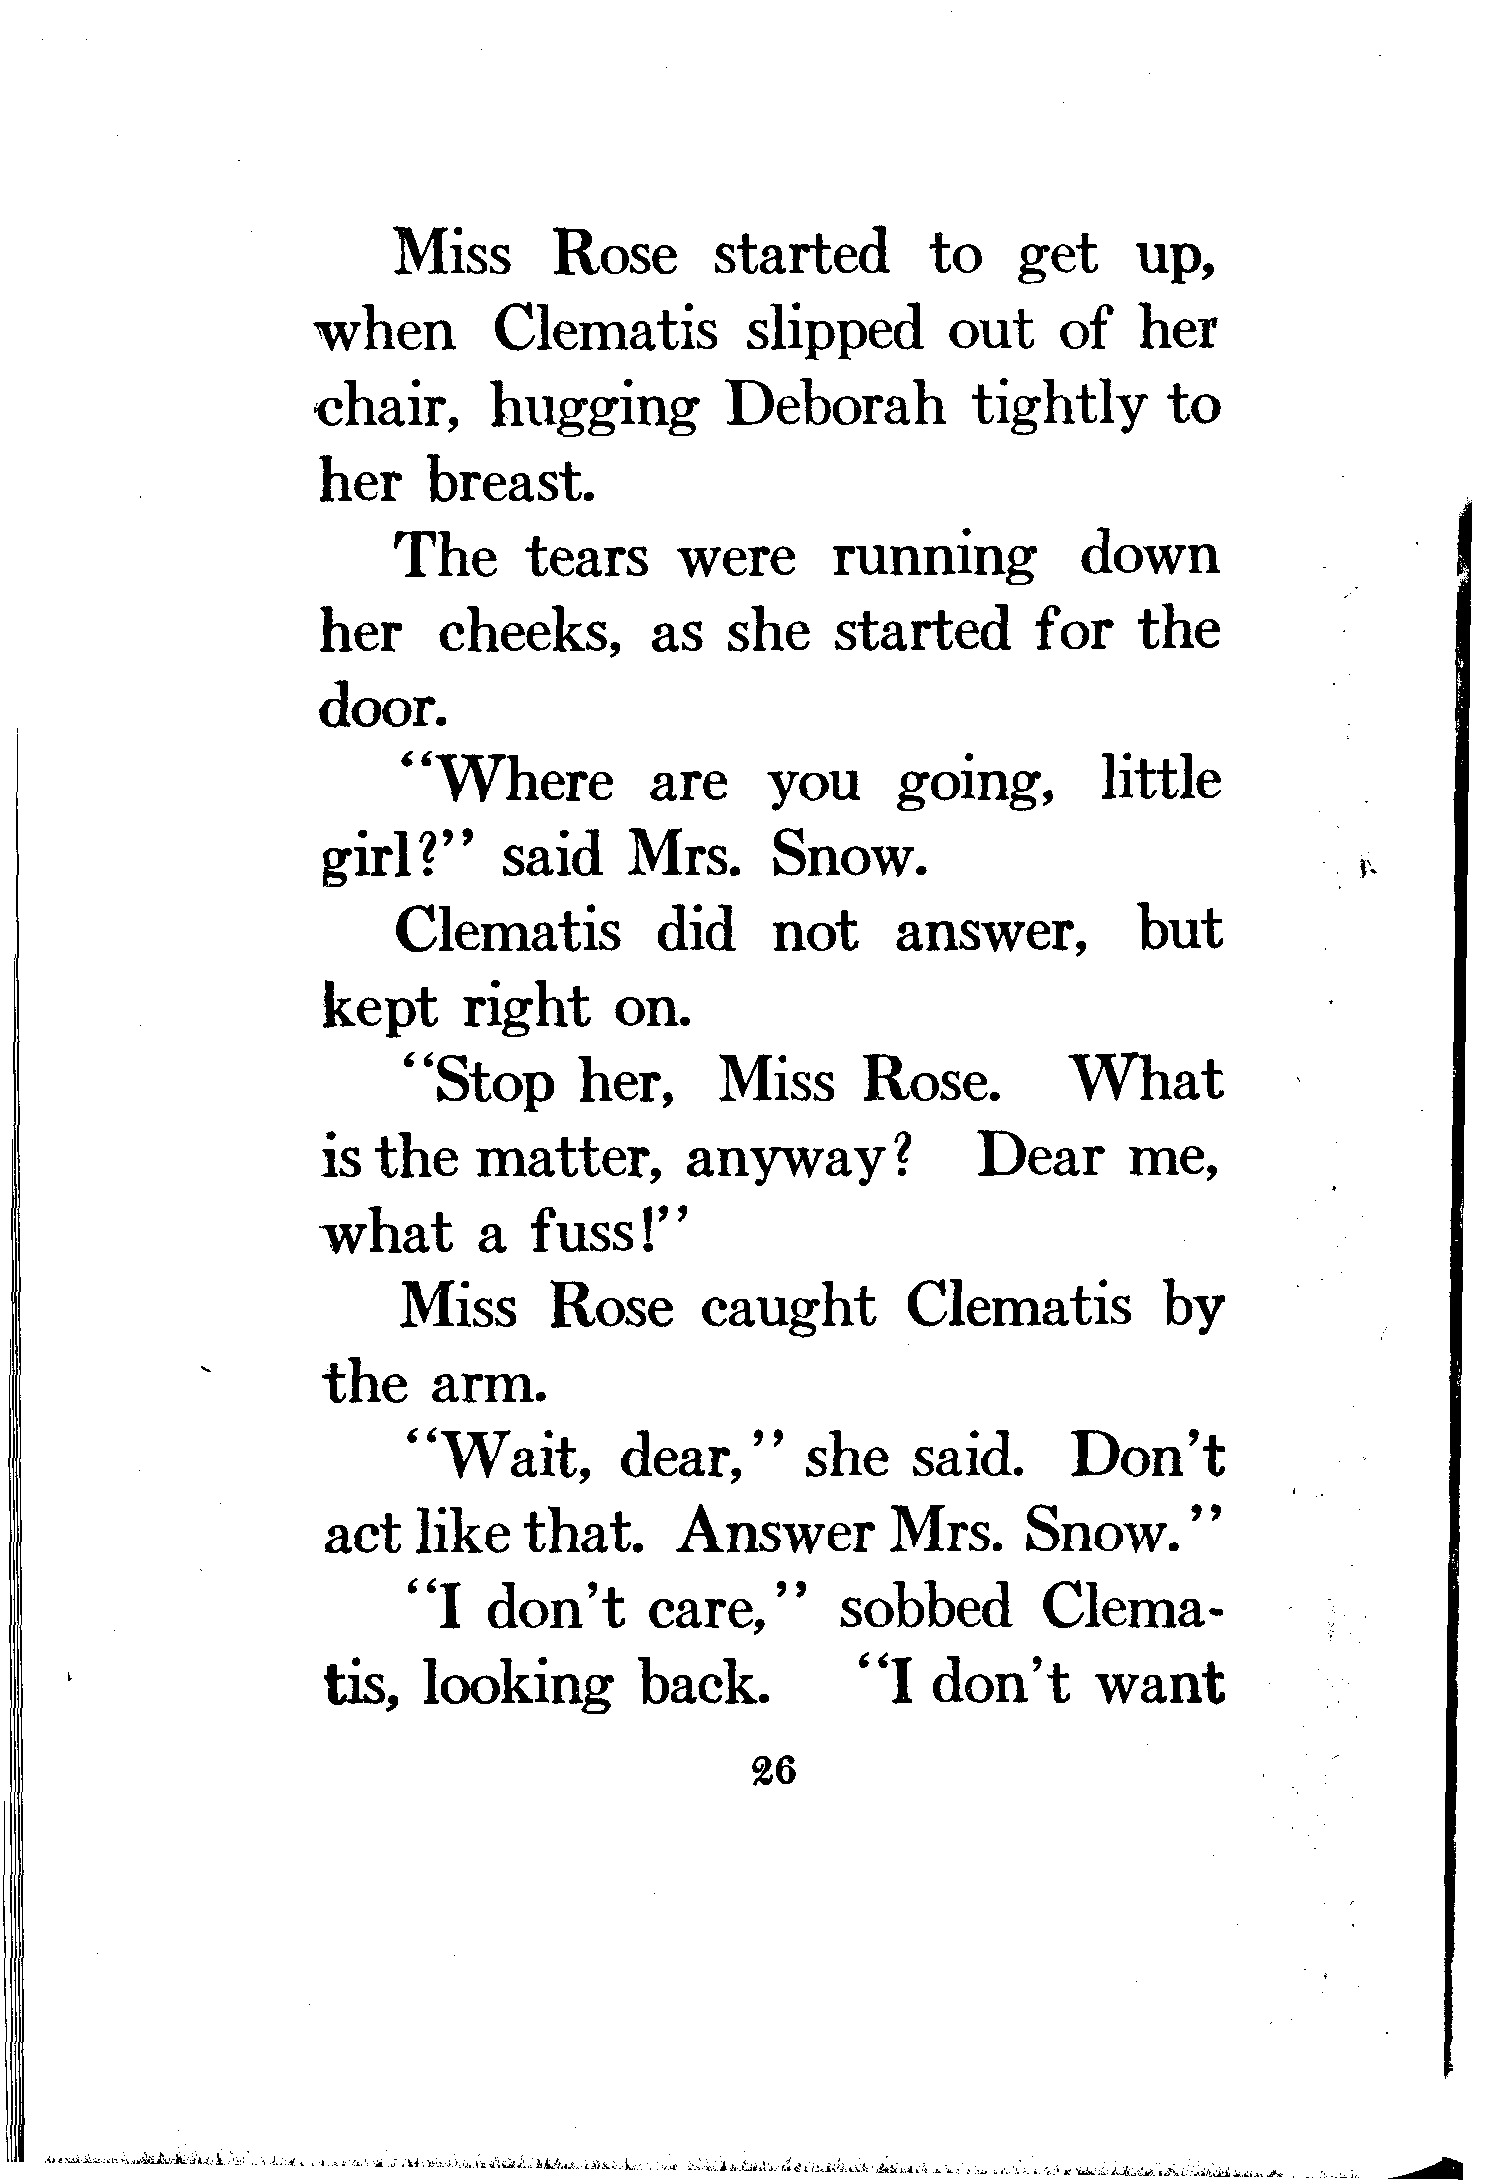 Miss Rose started to get up,
when Clematis slipped out of her
chair, hugging Deborah tightly to
her breast.
The tears were running down
her cheeks, as she started for the
door.
"Where are you going, little
girl?" said Mrs. Snow.
Clematis did not answer, but
kept right on.
"Stop her, Miss Rose. What
is the matter, anyway? Dear me,
what a fuss!"
Miss Rose caught Clematis by
the arm.
"Wait, dear," she said. Don't
act like that. Answer Mrs. Snow."
"I don't care," sobbed Clema-
tis, looking back. "I don't want
26